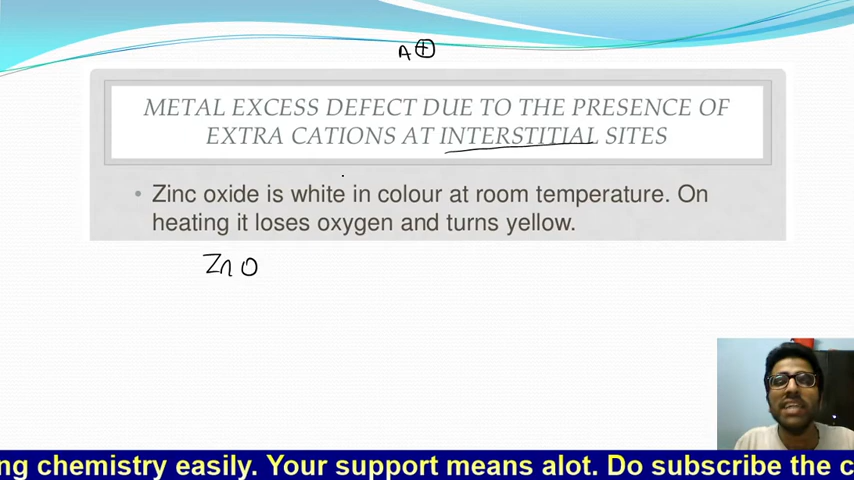 A+
METAL EXCESS DEFECT DUE TO THE PRESENCE OF
EXTRA CATIONS AT INTERSTITIAL SITES
• Zinc oxide is white in colour at room temperature. On
heating it loses oxygen and turns yellow.
ZnO
ng chemistry easily. Your support means alot. Do subscribe the c